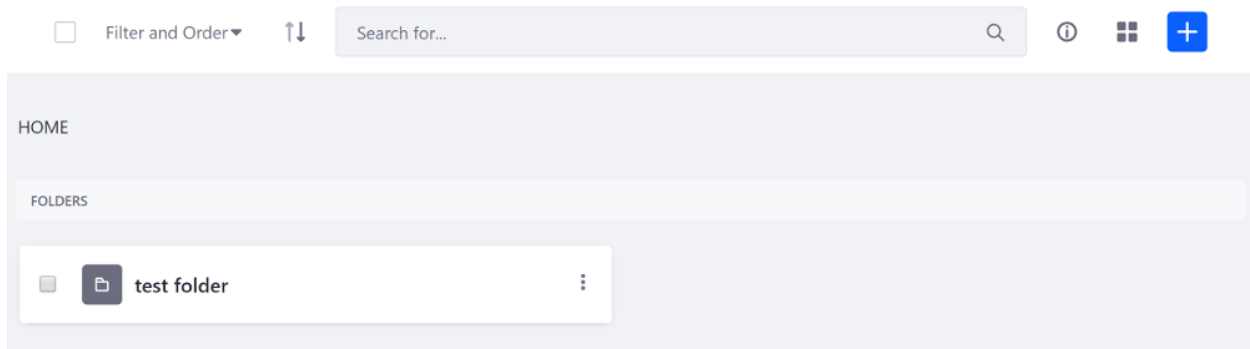 Filter and Order
Search for...
HOME
FOLDERS
test folder